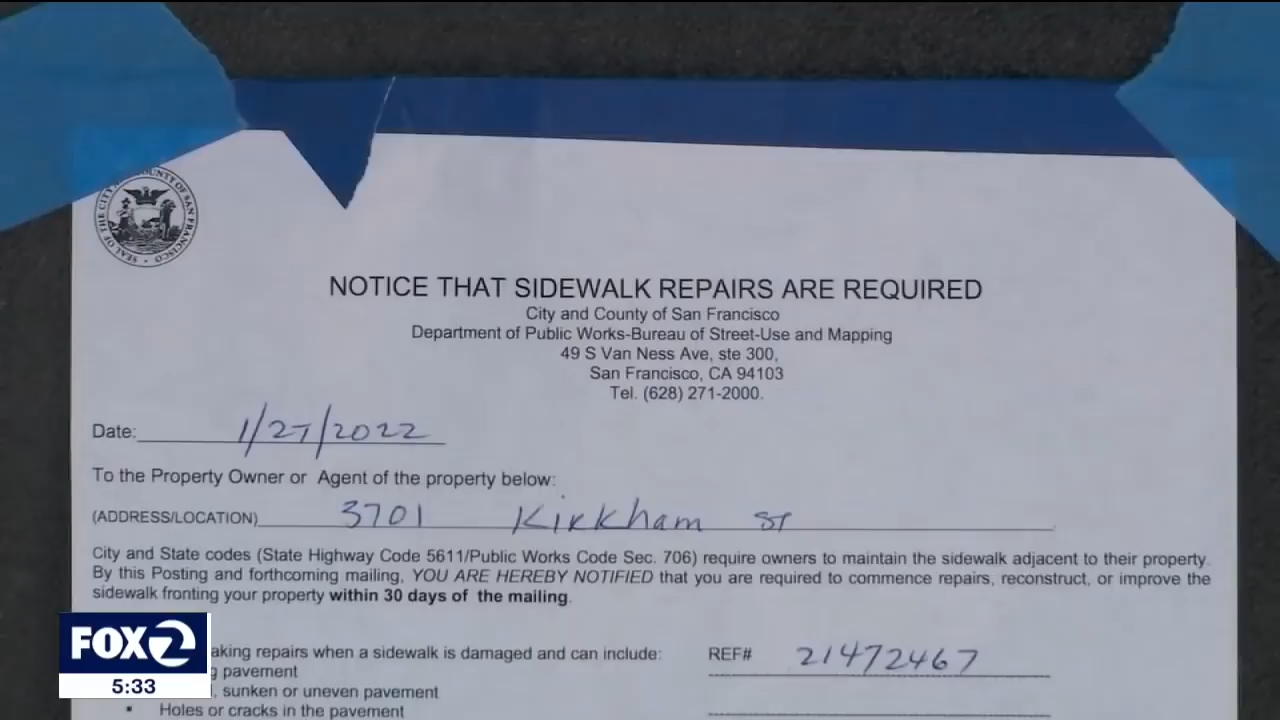 NOTICE THAT SIDEWALK REPAIRS ARE REQUIRED
City and County of San Francisco
Department of Public Works-Bureau of Street-Use and Mapping
49 S Van Ness Ave, ste 300,
San Francisco, CA 94103
Tel. (628) 271-2000.
Date: 1/27/2022
To the Property Owner or Agent of the property below:
(ADDRESS/LOCATION) 3701 Kirkham ST
City and State codes (State Highway Code 5611/Public Works Code Sec. 706) require owners to maintain the sidewalk adjacent to their property.
By this Posting and forthcoming mailing, YOU ARE HEREBY NOTIFIED that you are required to commence repairs, reconstruct, or improve the
sidewalk fronting your property within 30 days of the mailing.
aking repairs when a sidewalk is damaged and can include:
g pavement
, sunken or uneven pavement
▪ Holes or cracks in the pavement
REF# 21472467
FOX 2
5:33